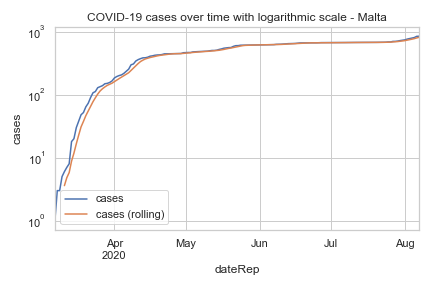 COVID-19 cases over time with logarithmic scale - Malta
10³
10²
10¹
10⁰
cases
cases
cases (rolling)
Apr
2020
May
Jun
Jul
Aug
dateRep